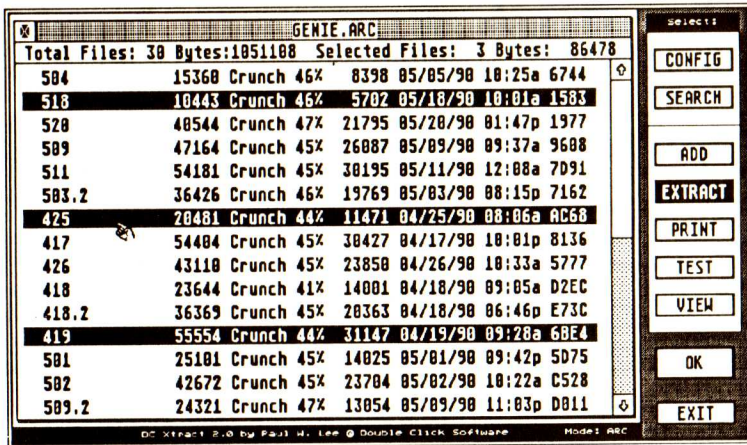 GENIE.ARC
Total Files: 30 Bytes:1051108 Selected Files: 3 Bytes: 86478
504 15360 Crunch 46% 8398 05/05/90 10:25a 6744
518 10443 Crunch 46% 5702 05/18/90 10:01a 1583
520 40544 Crunch 47% 21795 05/20/90 01:47p 1977
509 47164 Crunch 45% 26087 05/09/90 09:37a 9608
511 54181 Crunch 45% 30195 05/11/90 12:08a 7D91
503.2 36426 Crunch 46% 19769 05/03/90 08:15p 7162
425 20481 Crunch 44% 11471 04/25/90 08:06a AC68
417 54404 Crunch 45% 30427 04/17/90 10:01p 8136
426 43110 Crunch 45% 23850 04/26/90 10:33a 5777
418 23644 Crunch 41% 14001 04/18/90 09:05a D2EC
418.2 36369 Crunch 45% 20363 04/18/90 06:46p E73C
419 55554 Crunch 44% 31147 04/19/90 09:28a 6BE4
501 25101 Crunch 45% 14025 05/01/90 09:42p 5D75
502 42672 Crunch 45% 23704 05/02/90 10:22a C528
509.2 24321 Crunch 47% 13054 05/09/90 11:03p D011
DC Xtract 2.0 by Paul W. Lee @ Double Click Software Mode: ARC
Select:
CONFIG
SEARCH
ADD
EXTRACT
PRINT
TEST
VIEW
OK
EXIT